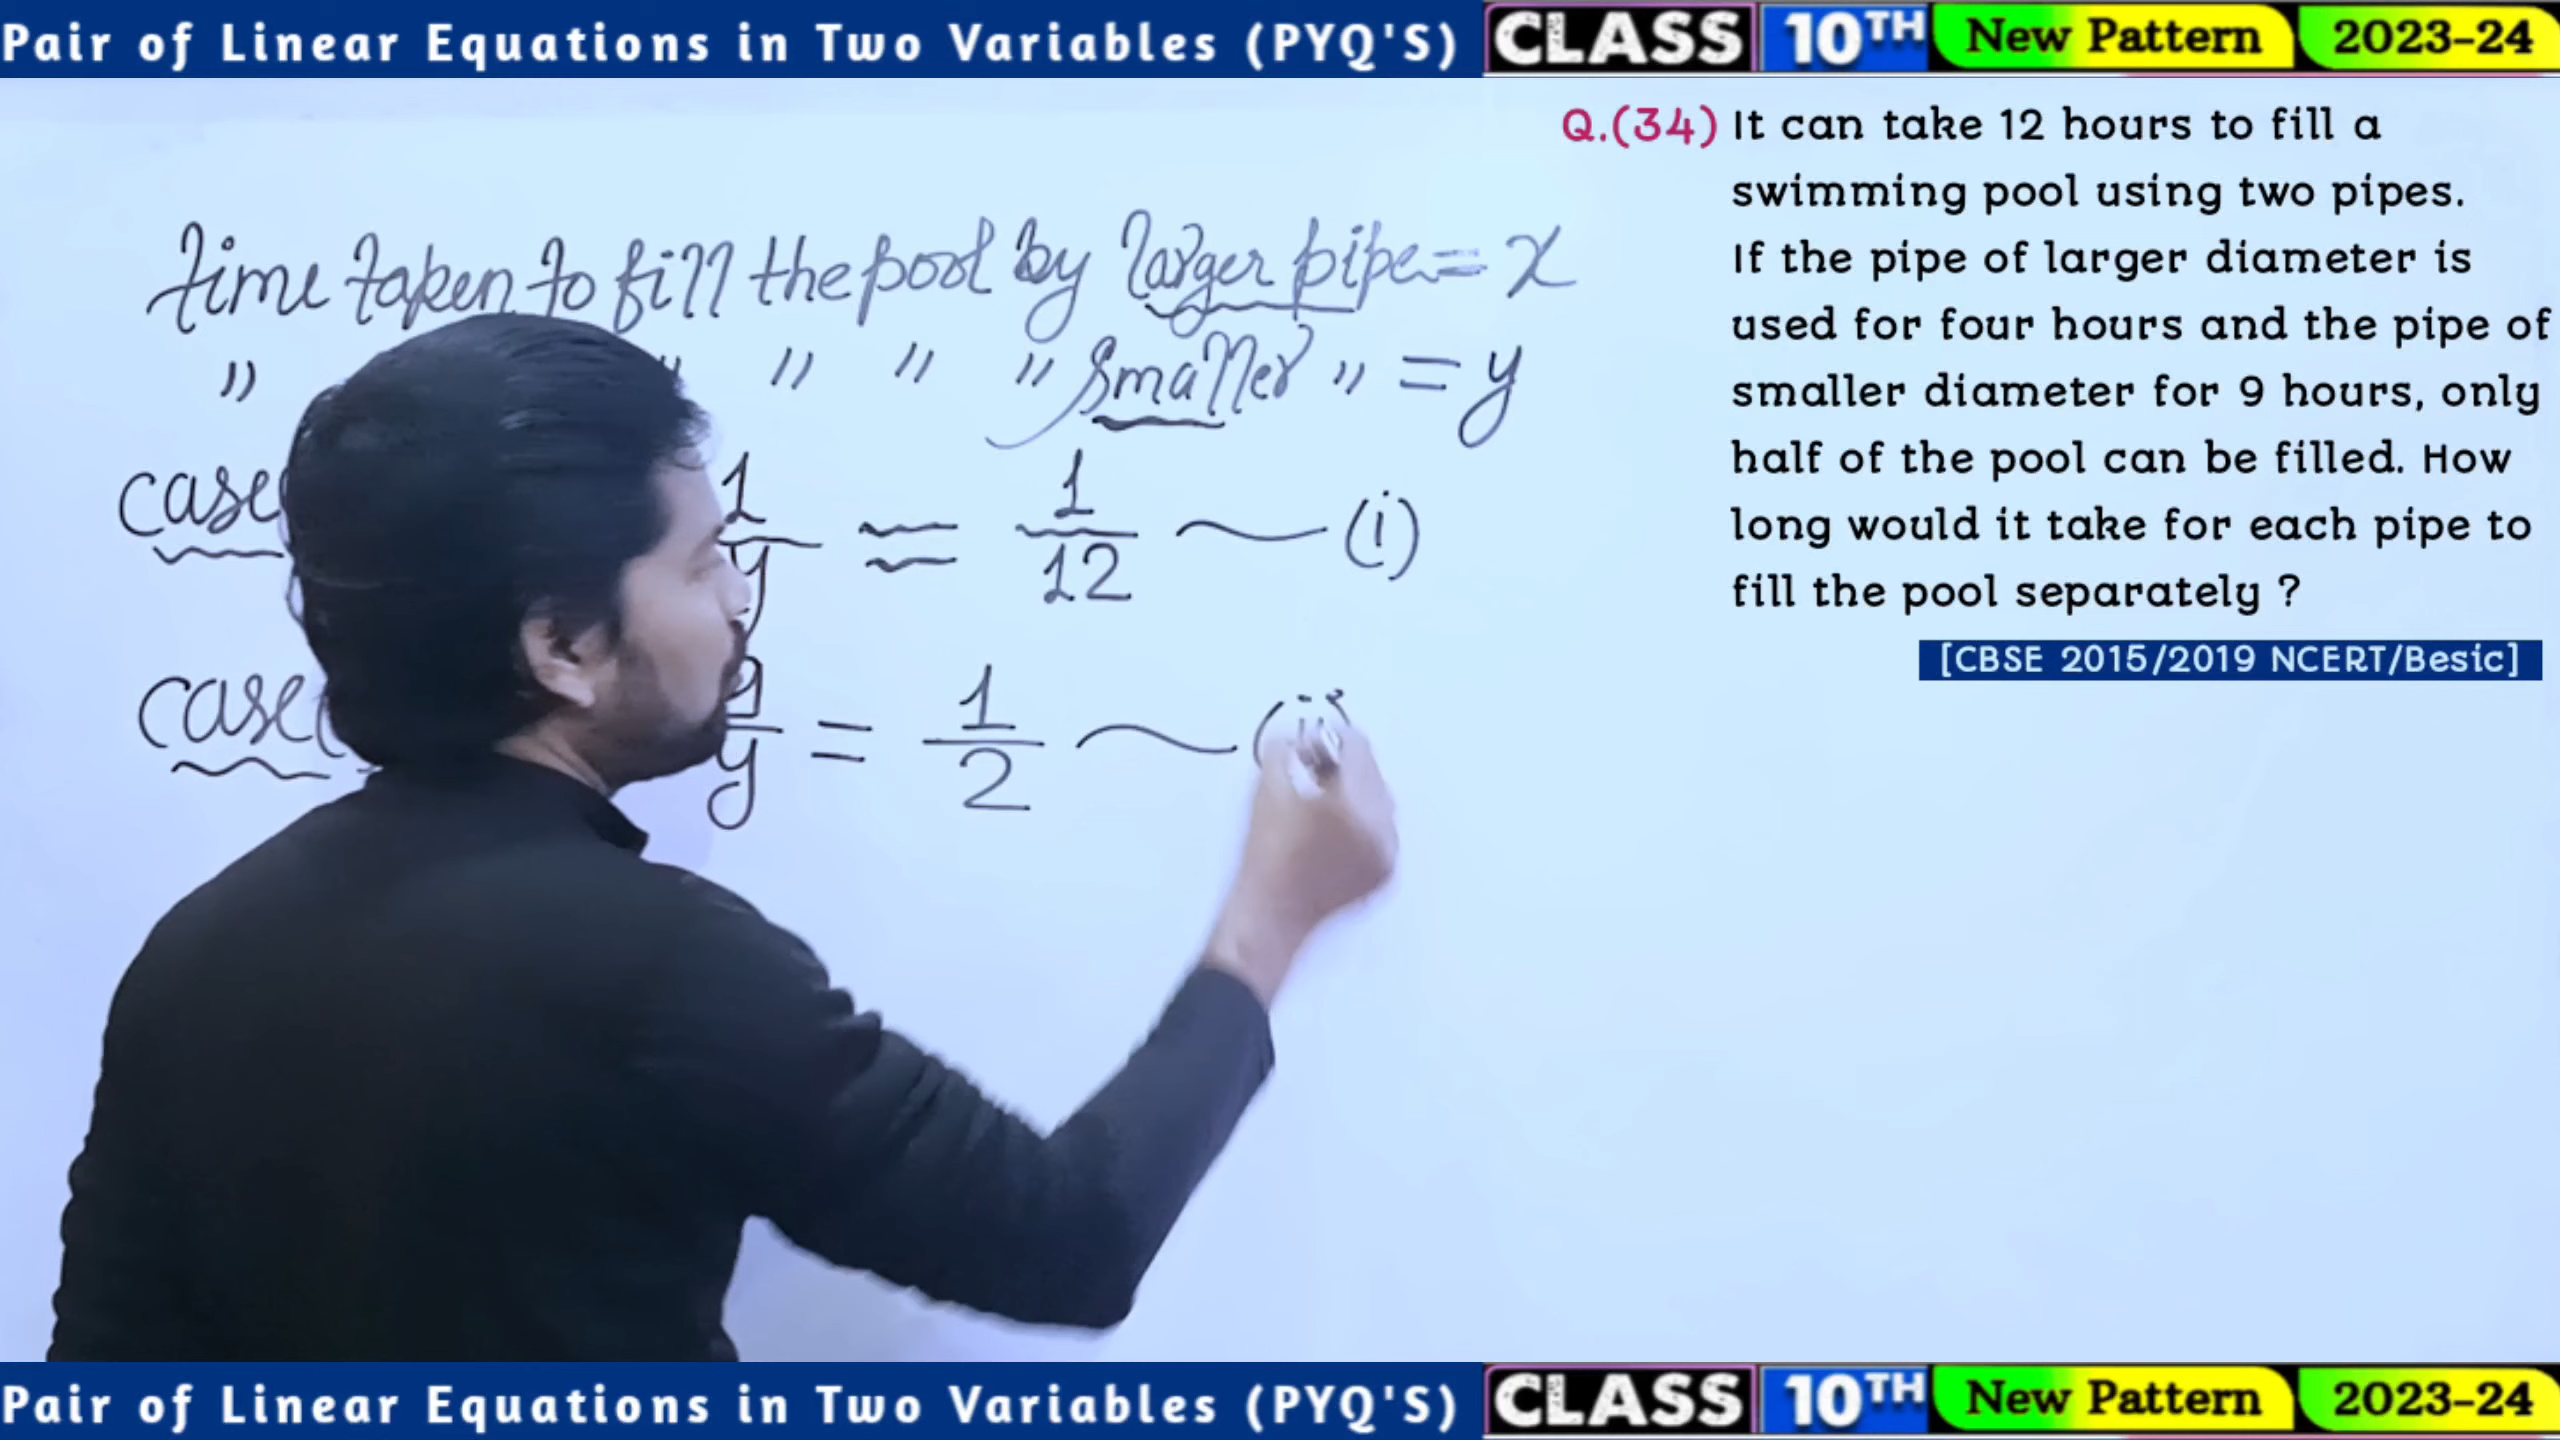 Pair of Linear Equations in Two Variables (PYQ'S) CLASS 10TH New Pattern 2023-24
Q.(34) It can take 12 hours to fill a
swimming pool using two pipes.
If the pipe of larger diameter is
used for four hours and the pipe of
smaller diameter for 9 hours, only
half of the pool can be filled. How
long would it take for each pipe to
fill the pool separately ?
[CBSE 2015/2019 NCERT/Besic]
time taken to fill the pool by larger pipe = x
" " " " " smaller " = y
case 1/y = 1/12 — (i)
case 9/y = 1/2 — (ii)
Pair of Linear Equations in Two Variables (PYQ'S) CLASS 10TH New Pattern 2023-24